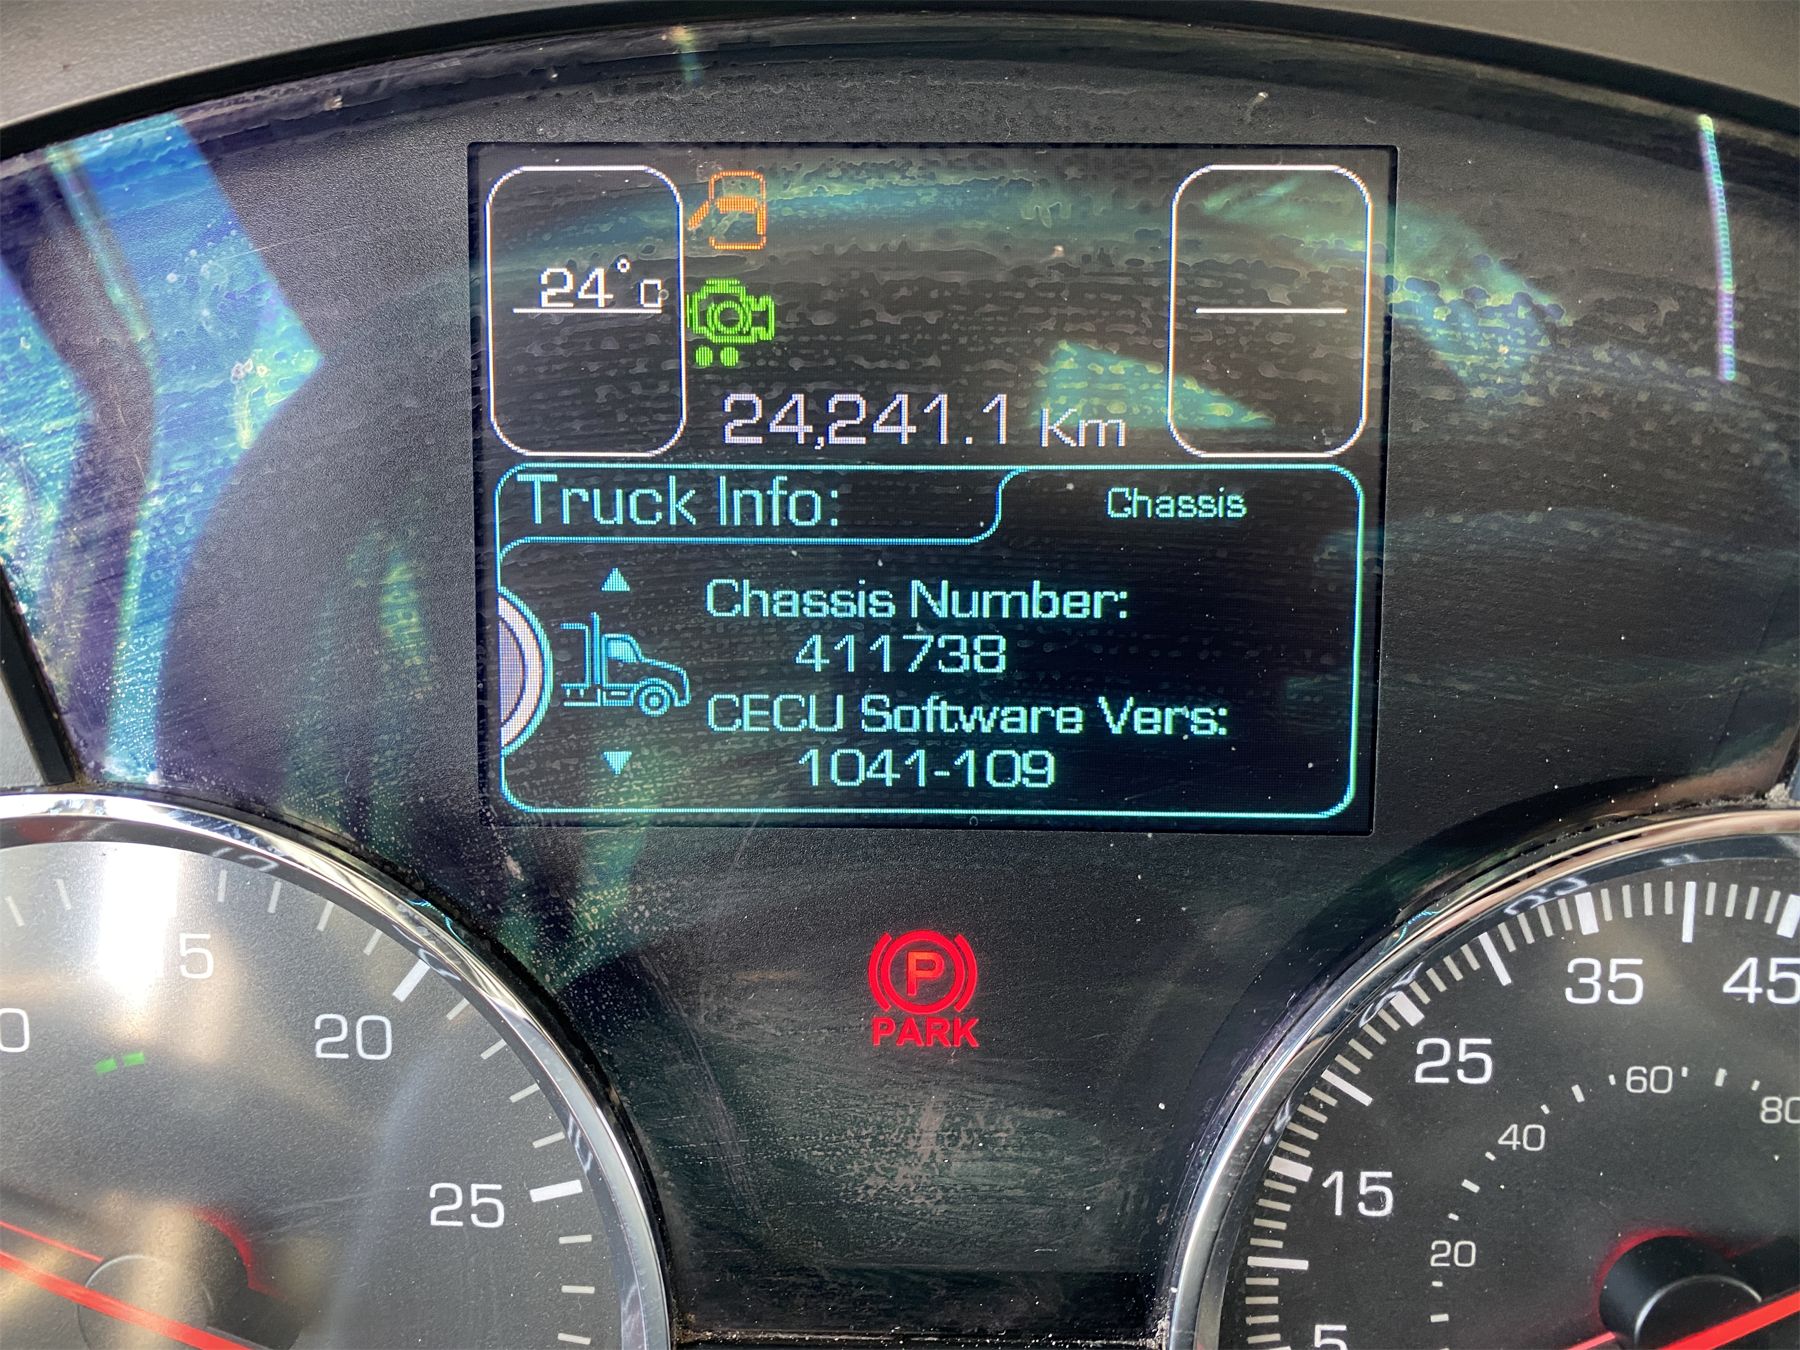 24°C
24,241.1 Km
Truck Info:
Chassis
Chassis Number:
411738
CECU Software Vers:
1041-109
P
PARK
15
20
25
5
15
25
35
45
20
40
60
80